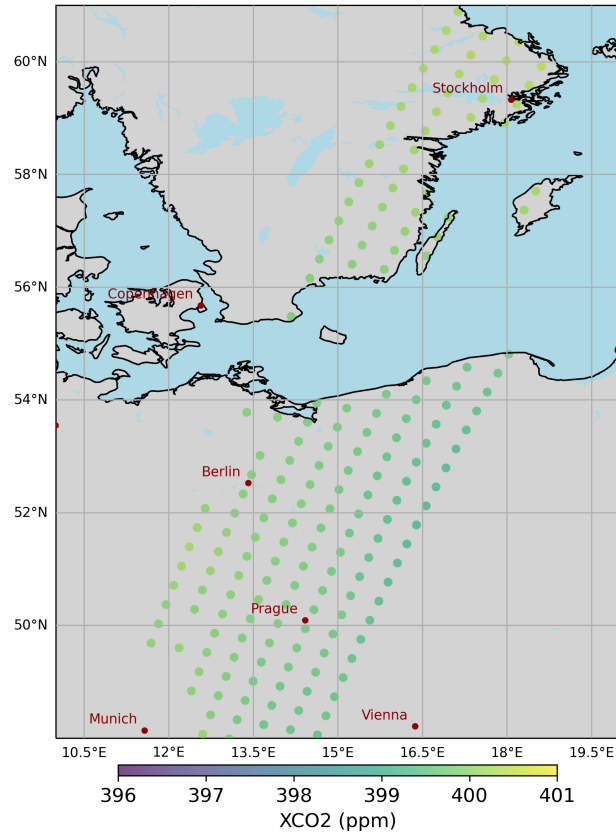 60°N
Stockholm
58°N
56°N
Copenhagen
54°N
Berlin
52°N
Prague
50°N
Munich
Vienna
10.5°E 12°E 13.5°E 15°E 16.5°E 18°E 19.5°E
396 397 398 399 400 401
XCO2 (ppm)